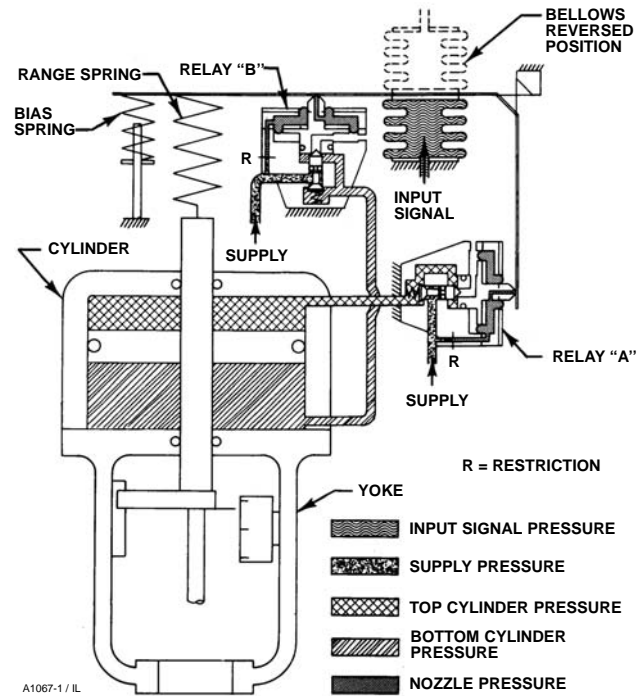 BELLOWS
REVERSED
POSITION
RANGE SPRING
RELAY “B”
BIAS
SPRING
R
INPUT
SIGNAL
CYLINDER
SUPPLY
R
RELAY “A”
SUPPLY
R = RESTRICTION
YOKE
INPUT SIGNAL PRESSURE
SUPPLY PRESSURE
TOP CYLINDER PRESSURE
BOTTOM CYLINDER
PRESSURE
NOZZLE PRESSURE
A1067-1 / IL